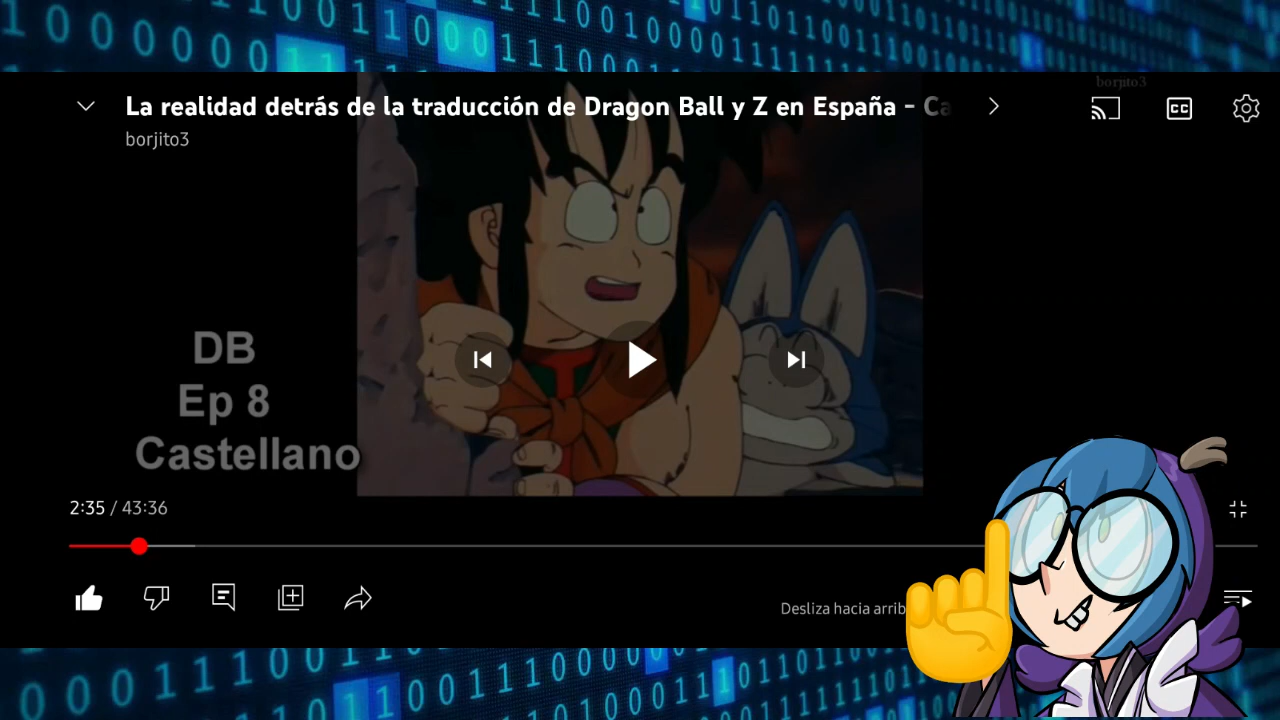 borjito3
La realidad detrás de la traducción de Dragon Ball y Z en España - Ca
CC
borjito3
DB
Ep 8
Castellano
2:35 / 43:36
Desliza hacia arrib